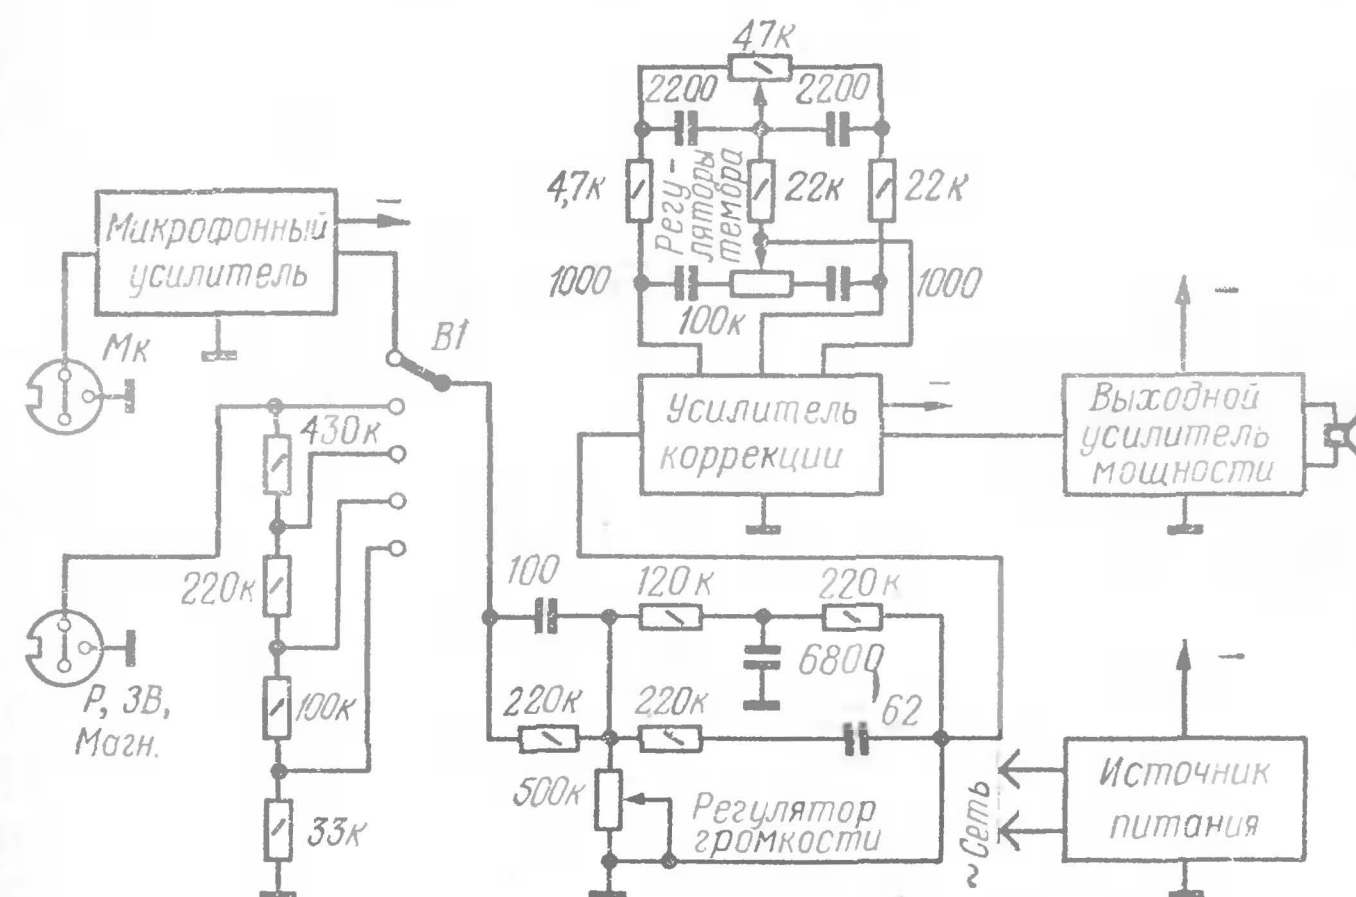 4,7к
2200
2200
4,7к
Регу-
ляторы
тембра
22к
22к
1000
100к
1000
Микрофонный
усилитель
–
Мк
В1
430к
220к
Р, ЗВ,
Магн.
100к
33к
Усилитель
коррекции
–
–
Выходной
усилитель
мощности
100
120к
220к
6800
220к
220к
62
500к
Регулятор
громкости
~ Сеть
–
Источник
питания